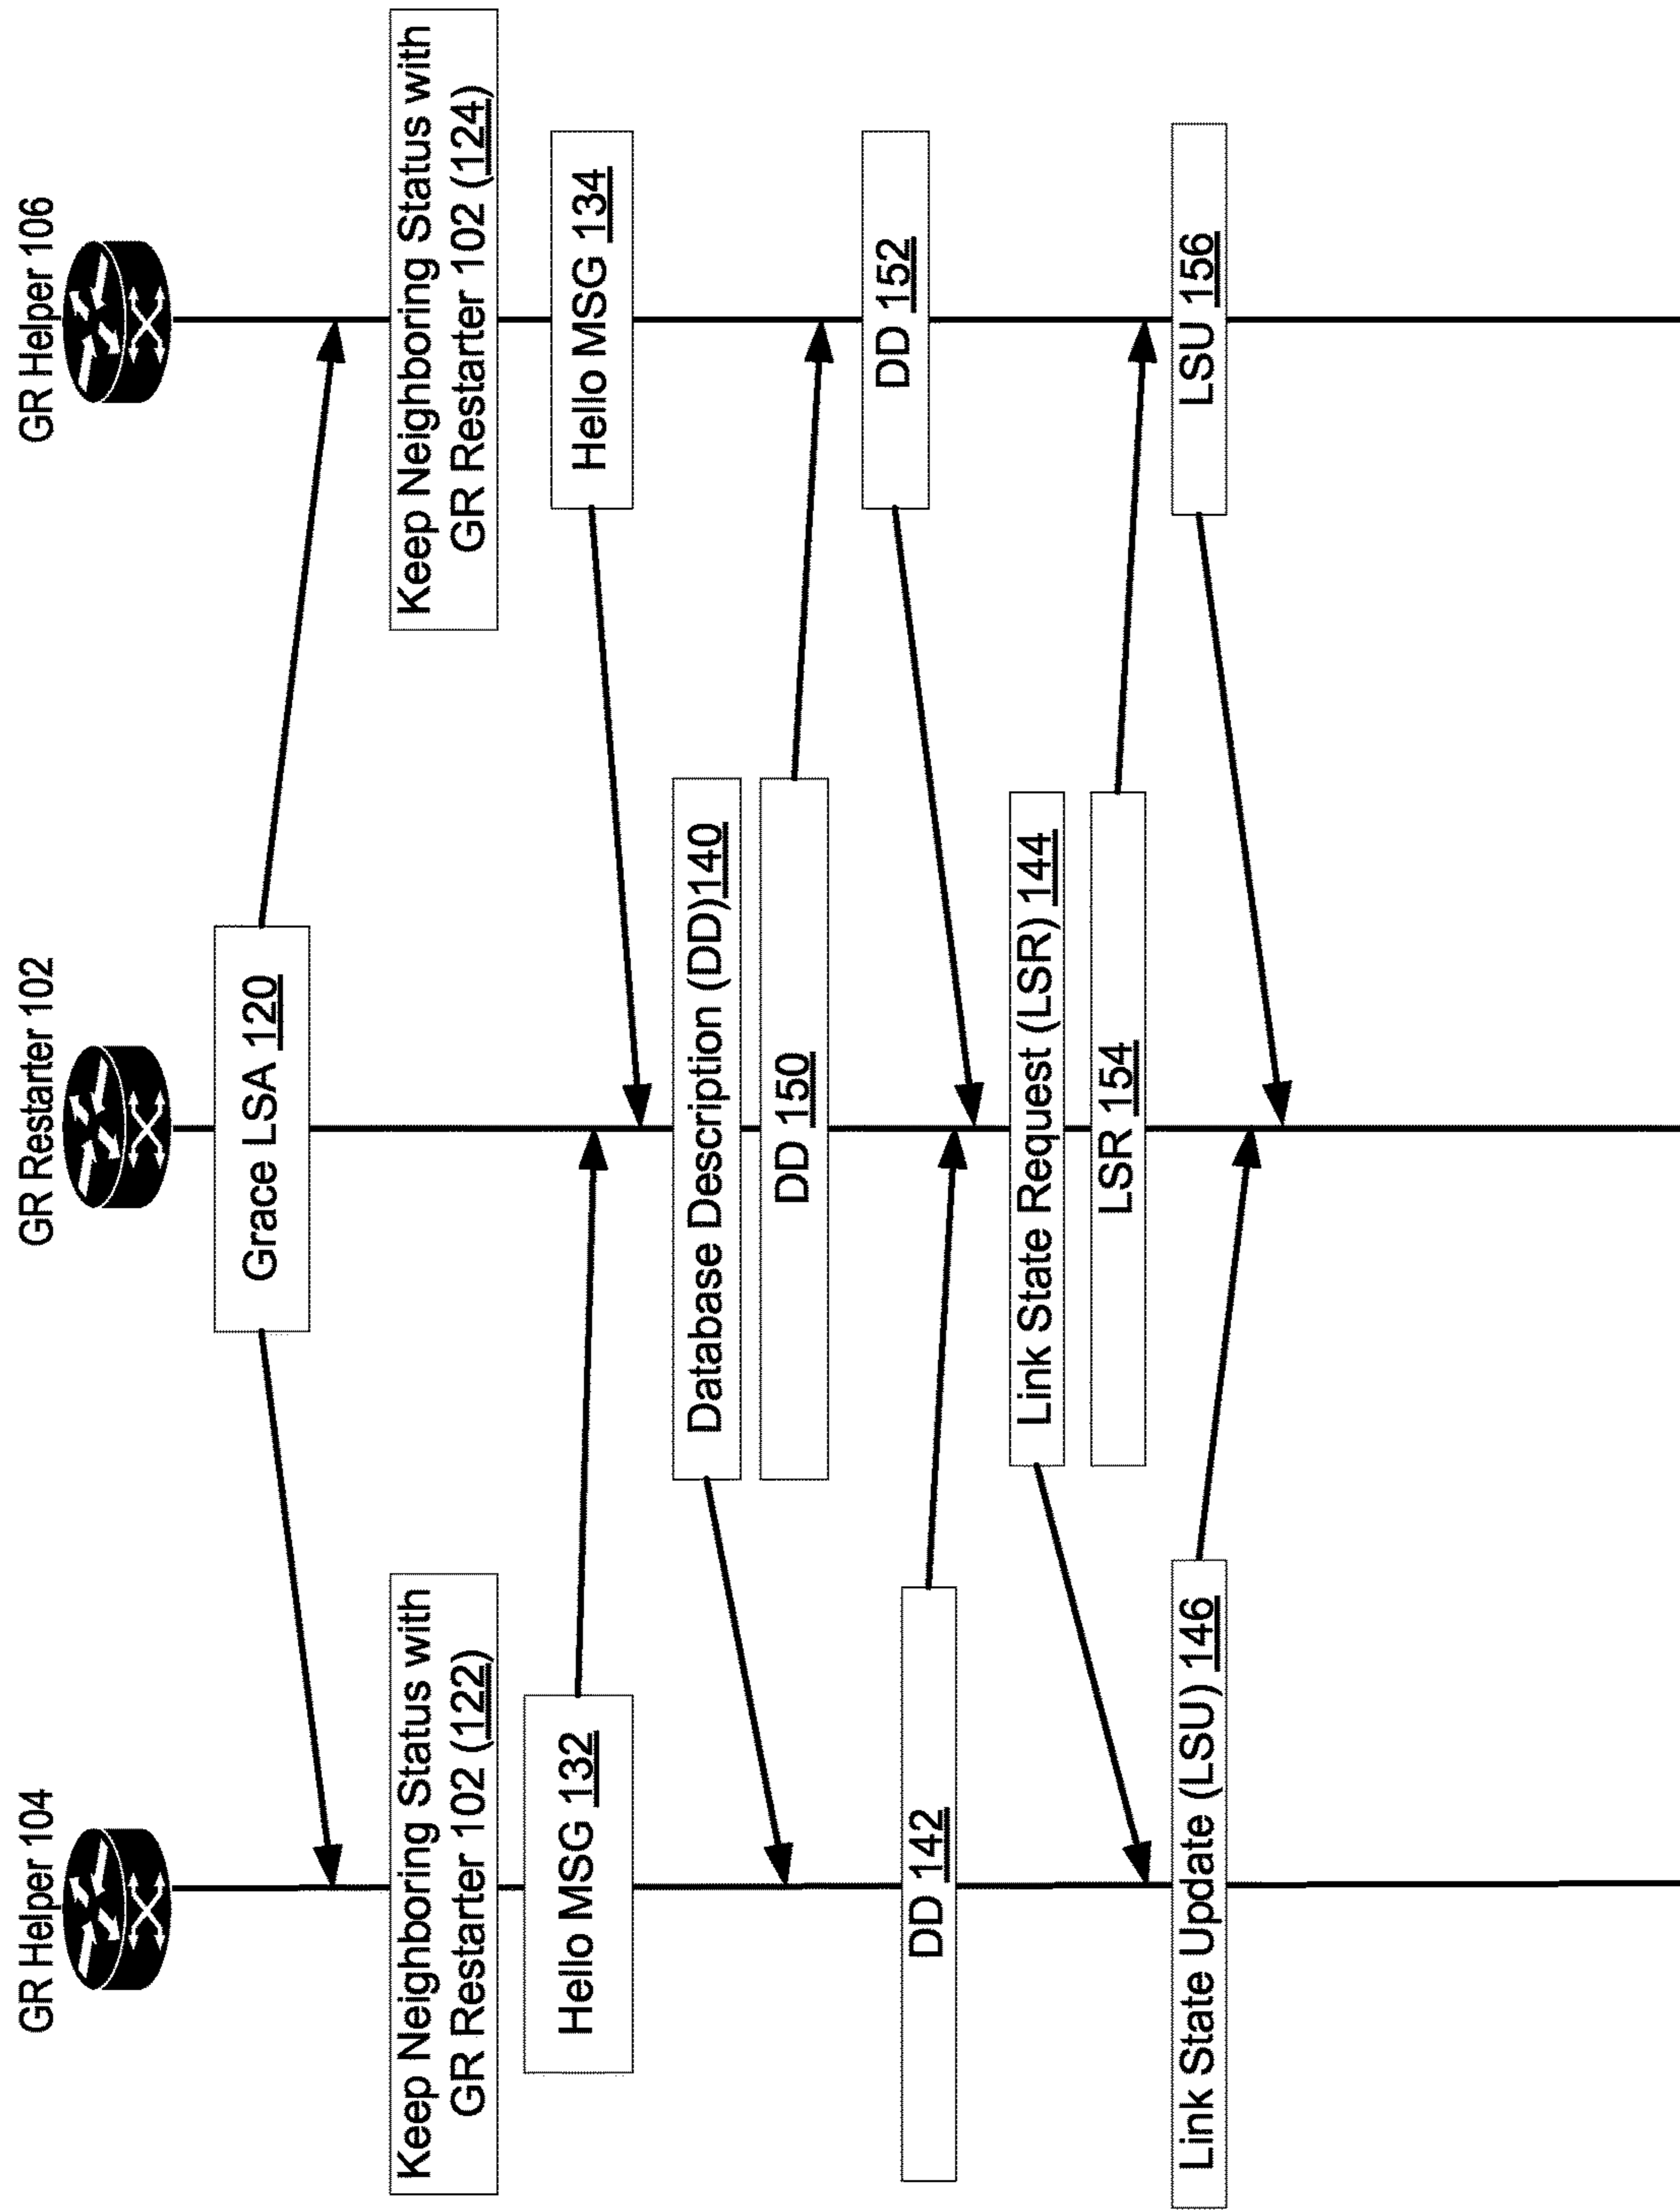 GR Helper 104
GR Restarter 102
GR Helper 106
Grace LSA 120
Keep Neighboring Status with
GR Restarter 102 (122)
Keep Neighboring Status with
GR Restarter 102 (124)
Hello MSG 132
Hello MSG 134
Database Description (DD)140
DD 150
DD 152
DD 142
Link State Request (LSR) 144
LSR 154
Link State Update (LSU) 146
LSU 156